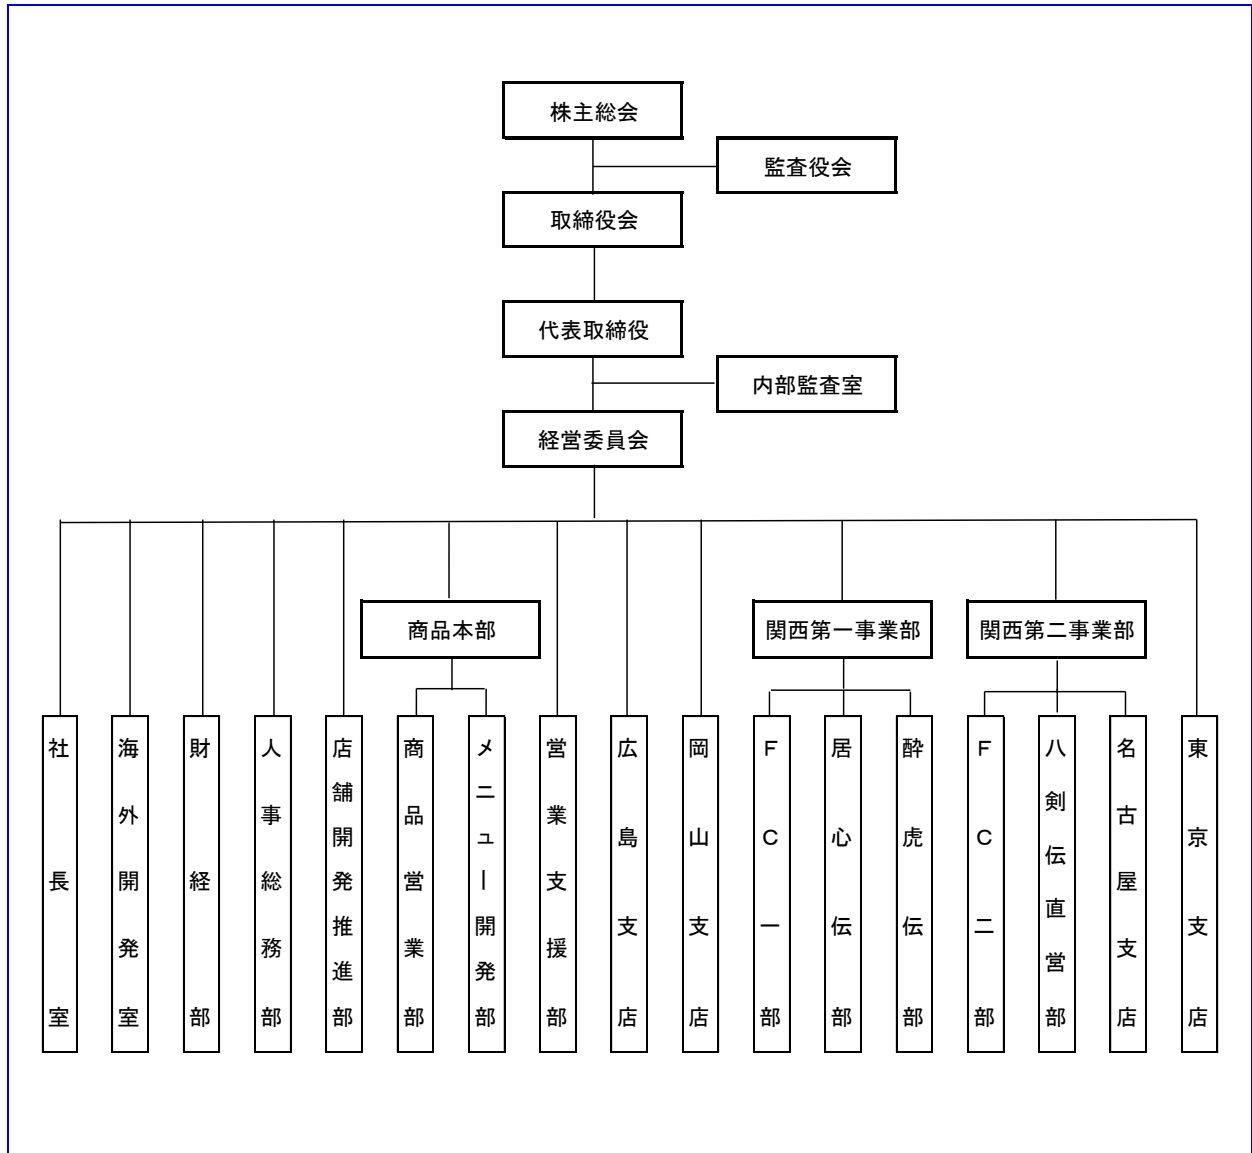 株主総会
監査役会
取締役会
代表取締役
内部監査室
経営委員会
商品本部
関西第一事業部
関西第二事業部
社長室
海外開発室
財経部
人事総務部
店舗開発推進部
商品営業部
メニュー開発部
営業支援部
広島支店
岡山支店
FC一部
居心伝部
酔虎伝部
FC二部
八剣伝直営部
名古屋支店
東京支店